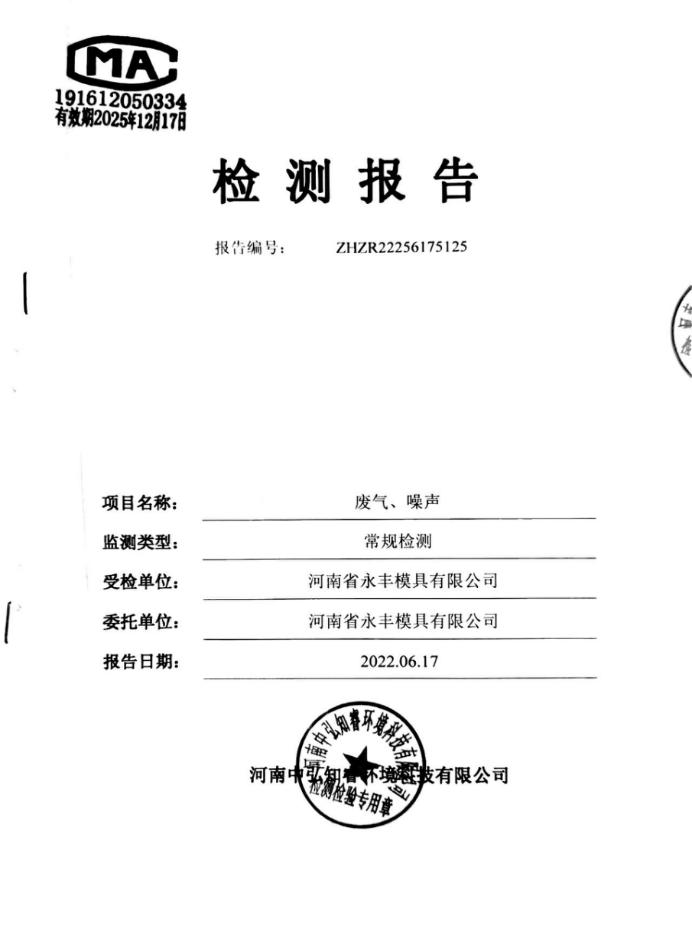 MA
191612050334
有效期2025年12月17日
检测报告
报告编号： ZHZR22256175125
项目名称： 废气、噪声
监测类型： 常规检测
受检单位： 河南省永丰模具有限公司
委托单位： 河南省永丰模具有限公司
报告日期： 2022.06.17
河南中弘知睿环境科技有限公司
河南中弘知睿环境科技有限公司
检测检验专用章